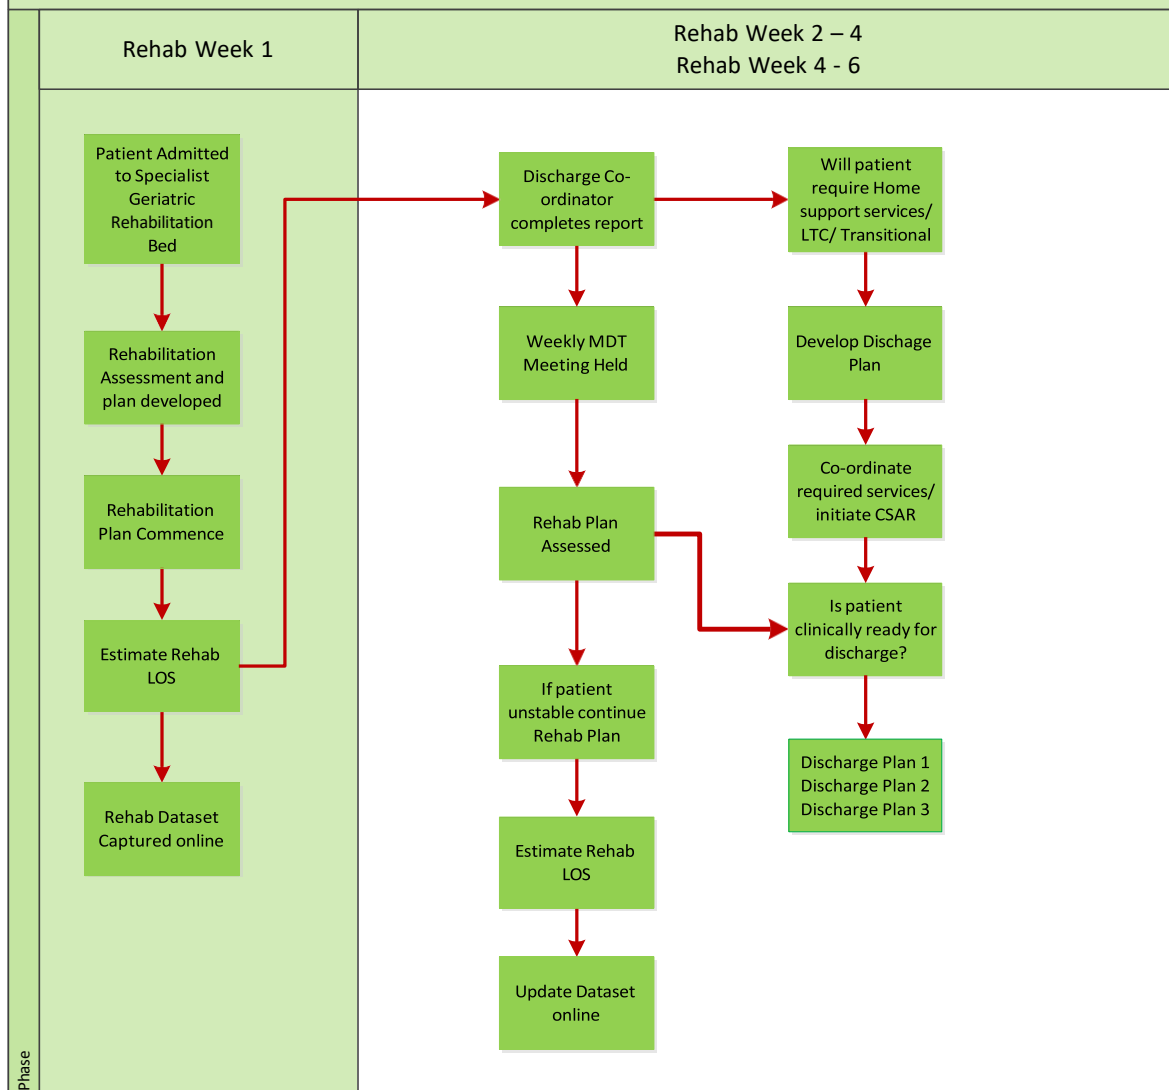 Rehab Week 1
Rehab Week 2 – 4
Rehab Week 4 - 6
Patient Admitted
to Specialist
Geriatric
Rehabilitation
Bed
Rehabilitation
Assessment and
plan developed
Rehabilitation
Plan Commence
Estimate Rehab
LOS
Rehab Dataset
Captured online
Discharge Co-
ordinator
completes report
Weekly MDT
Meeting Held
Rehab Plan
Assessed
If patient
unstable continue
Rehab Plan
Estimate Rehab
LOS
Update Dataset
online
Will patient
require Home
support services/
LTC/ Transitional
Develop Dischage
Plan
Co-ordinate
required services/
initiate CSAR
Is patient
clinically ready for
discharge?
Discharge Plan 1
Discharge Plan 2
Discharge Plan 3
Phase